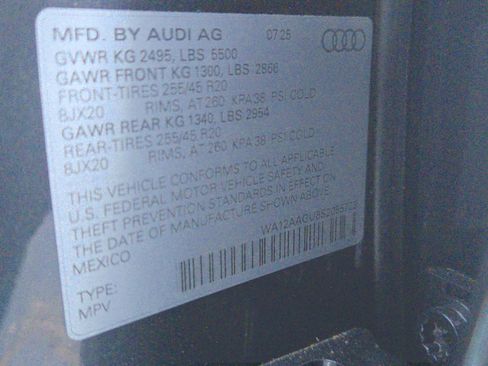 MFD. BY AUDI AG 07 25
GVWR KG 2495, LBS 5500
GAWR FRONT KG 1300, LBS 2866
FRONT-TIRES 255/45 R20
8JX20 RIMS, AT 260 KPA 38 PSI COLD
GAWR REAR KG 1340, LBS 2954
REAR-TIRES 255/45 R20
8JX20 RIMS, AT 260 KPA 38 PSI COLD
THIS VEHICLE CONFORMS TO ALL APPLICABLE
U.S. FEDERAL MOTOR VEHICLE SAFETY AND
THEFT PREVENTION STANDARDS IN EFFECT ON
THE DATE OF MANUFACTURE SHOWN ABOVE.
MEXICO
TYPE:
MPV